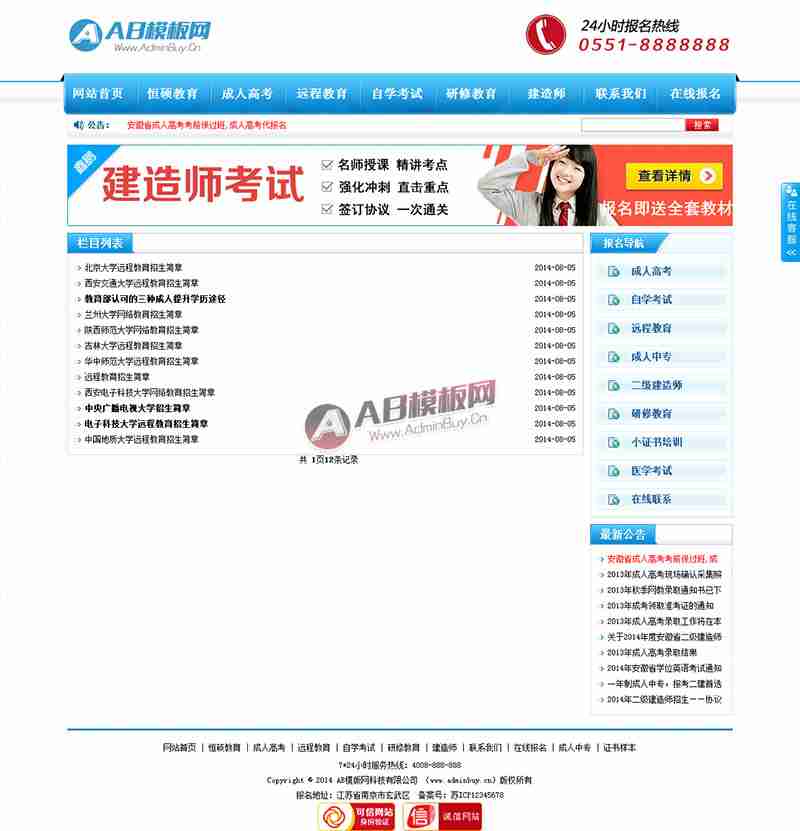 AB模板网
Www.AdminBuy.Cn
24小时报名热线
0551-8888888
网站首页 恒硕教育 成人高考 远程教育 自学考试 研修教育 建造师 联系我们 在线报名
公告: 安徽省成人高考考前保过班,成人高考代报名 搜索
喜鹊
建造师考试
名师授课 精讲考点
强化冲刺 直击重点
签订协议 一次通关
查看详情
报名即送全套教材
在线客服
<<
栏目列表
北京大学远程教育招生简章 2014-08-05
西安交通大学远程教育招生简章 2014-08-05
教育部认可的三种成人提升学历途径 2014-08-05
兰州大学网络教育招生简章 2014-08-05
陕西师范大学网络教育招生简章 2014-08-05
吉林大学远程教育招生简章 2014-08-05
华中师范大学远程教育招生简章 2014-08-05
远程教育招生简章 2014-08-05
西安电子科技大学网络教育招生简章 2014-08-05
中央广播电视大学招生简章 2014-08-05
电子科技大学远程教育招生简章 2014-08-05
中国地质大学远程教育招生简章 2014-08-05
AB模板网
Www.AdminBuy.Cn
共 1页12条记录
报名导航
成人高考
自学考试
远程教育
成人中专
二级建造师
研修教育
小证书培训
医学考试
在线联系
最新公告
安徽省成人高考考前保过班,成
2013年成人高考现场确认采集照
2013年秋季网教录取通知书已下
2013年成考领取准考证的通知
2013年成人高考录取工作将在本
关于2014年度安徽省二级建造师
2013年成人高考录取结果
2014年安徽省学位英语考试通知
一年制成人中专,报考二建首选
2014年二级建造师招生--协议
网站首页 | 恒硕教育 | 成人高考 | 远程教育 | 自学考试 | 研修教育 | 建造师 | 联系我们 | 在线报名 | 成人中专 | 证书样本
7*24小时服务热线: 4008-888-888
Copyright © 2014 AB模板网科技有限公司 (www.adminbuy.cn) 版权所有
报名地址: 江苏省南京市玄武区 备案号: 苏ICP12345678
可信网站
身份验证
信 诚信网站